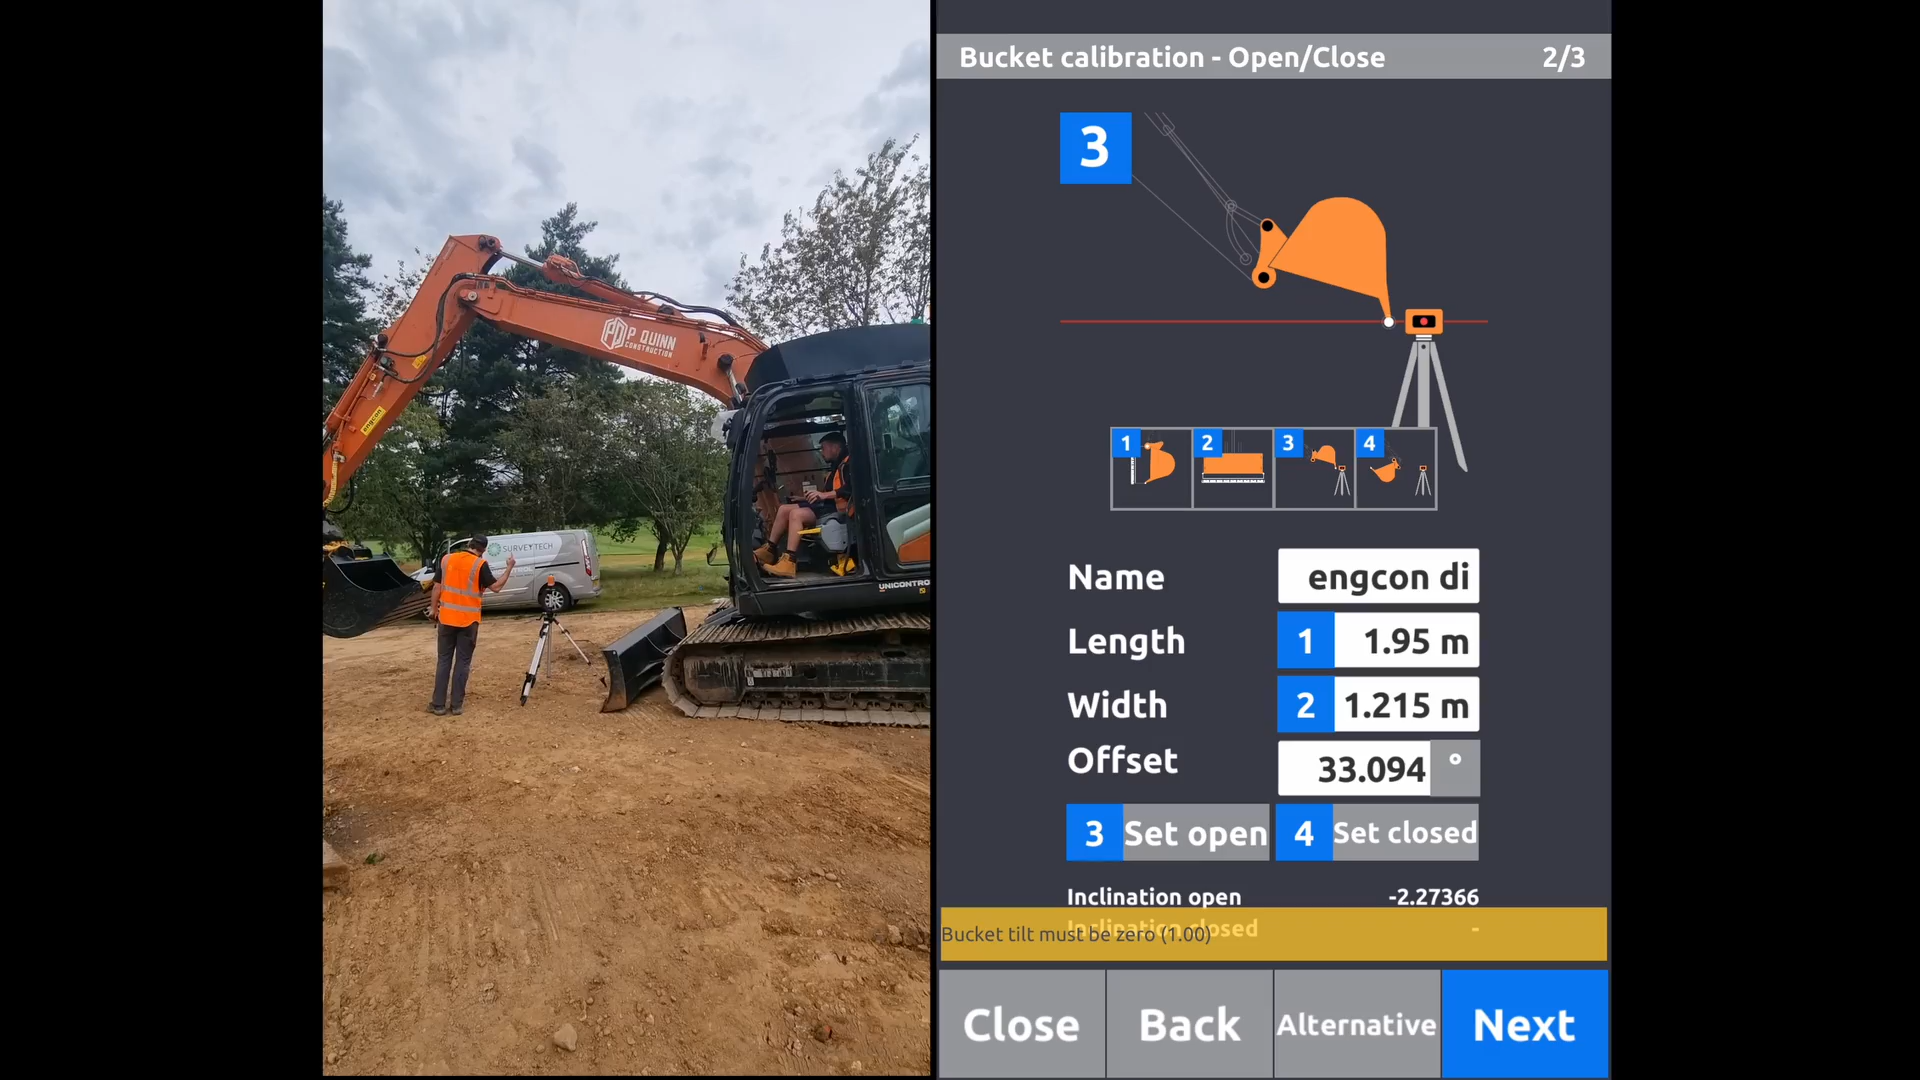 P QUINN
CONSTRUCTION
engcon
SURVEYTECH
UNICONTRO
Bucket calibration - Open/Close 2/3
3
1 2 3 4
Name engcon di
Length 1 1.95 m
Width 2 1.215 m
Offset 33.094 °
3 Set open 4 Set closed
Inclination open -2.27366
Inclination closed -
Bucket tilt must be zero (1.00)
Close Back Alternative Next